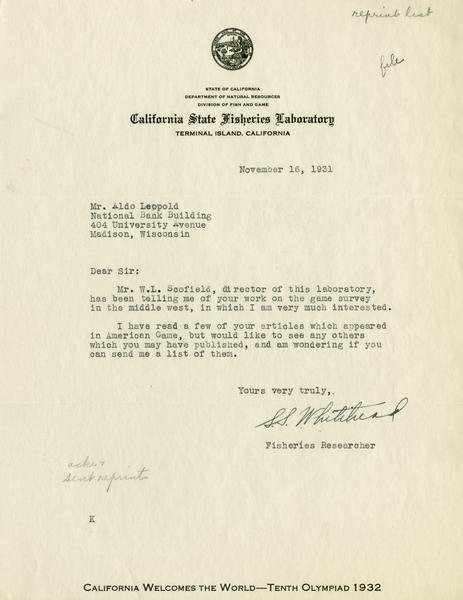 reprint list
file
STATE OF CALIFORNIA
DEPARTMENT OF NATURAL RESOURCES
DIVISION OF FISH AND GAME
California State Fisheries Laboratory
TERMINAL ISLAND, CALIFORNIA
November 16, 1931
Mr. Aldo Leopold
National Bank Building
404 University Avenue
Madison, Wisconsin
Dear Sir:
Mr. W.L. Scofield, director of this laboratory,
has been telling me of your work on the game survey
in the middle west, in which I am very much interested.
I have read a few of your articles which appeared
in American Game, but would like to see any others
which you may have published, and am wondering if you
can send me a list of them.
Yours very truly,.
S.S. Whitehead
Fisheries Researcher
ack. &
sent reprints
K
CALIFORNIA WELCOMES THE WORLD—TENTH OLYMPIAD 1932